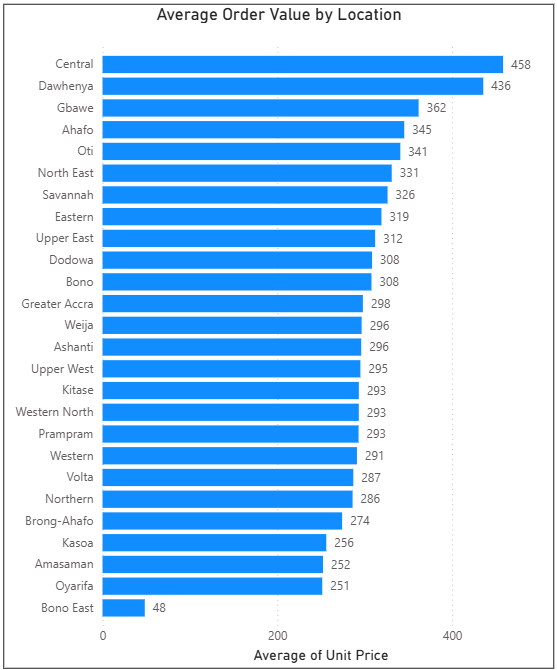 Average Order Value by Location
Central 458
Dawhenya 436
Gbawe 362
Ahafo 345
Oti 341
North East 331
Savannah 326
Eastern 319
Upper East 312
Dodowa 308
Bono 308
Greater Accra 298
Weija 296
Ashanti 296
Upper West 295
Kitase 293
Western North 293
Prampram 293
Western 291
Volta 287
Northern 286
Brong-Ahafo 274
Kasoa 256
Amasaman 252
Oyarifa 251
Bono East 48
0 200 400
Average of Unit Price